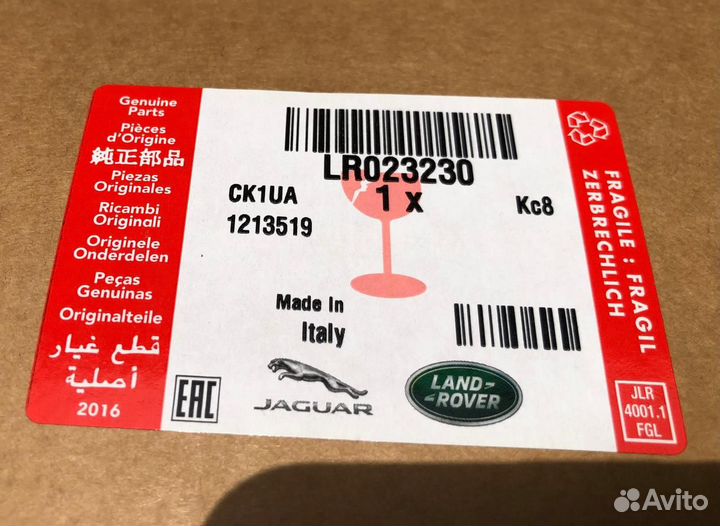 Genuine
Parts
Pièces
d'Origine
純正部品
Piezas
Originales
Ricambi
Originali
Originele
Onderdelen
Peças
Genuinas
Originalteile
قطع غيار
أصلية
2016
LR023230
1 x
CK1UA
1213519
Kc8
Made In
Italy
EAC
JAGUAR
LAND-
-ROVER
FRAGILE : FRAGIL
ZERBRECHLICH
JLR
4001.1
FGL
Avito